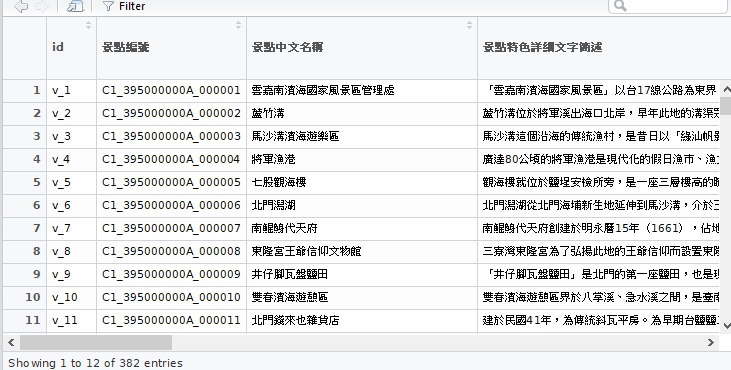 Filter
id 景點編號 景點中文名稱 景點特色詳細文字簡述
1 v_1 C1_395000000A_000001 雲嘉南濱海國家風景區管理處 「雲嘉南濱海國家風景區」以台17線公路為東界
2 v_2 C1_395000000A_000002 蘆竹溝 蘆竹溝位於將軍溪出海口北岸，早年此地的溝渠
3 v_3 C1_395000000A_000003 馬沙溝濱海遊樂區 馬沙溝這個沿海的傳統漁村，是昔日以「綠汕帆影
4 v_4 C1_395000000A_000004 將軍漁港 廣達80公頃的將軍漁港是現代化的假日漁市、漁
5 v_5 C1_395000000A_000005 七股觀海樓 觀海樓就位於鹽埕安檢所旁，是一座三層樓高的
6 v_6 C1_395000000A_000006 北門潟湖 北門潟湖從北門海埔新生地延伸到馬沙溝，介於
7 v_7 C1_395000000A_000007 南鯤鯓代天府 南鯤鯓代天府創建於明永曆15年（1661），佔地
8 v_8 C1_395000000A_000008 東隆宮王爺信仰文物館 三寮灣東隆宮為了弘揚此地的王爺信仰而設置東隆
9 v_9 C1_395000000A_000009 井仔腳瓦盤鹽田 「井仔腳瓦盤鹽田」是北門的第一座鹽田，也是現
10 v_10 C1_395000000A_000010 雙春濱海遊憩區 雙春濱海遊憩區界於八掌溪、急水溪之間，是臺南
11 v_11 C1_395000000A_000011 北門錢來也雜貨店 建於民國41年，為傳統斜瓦平房。為早期台鹽鹽
Showing 1 to 12 of 382 entries